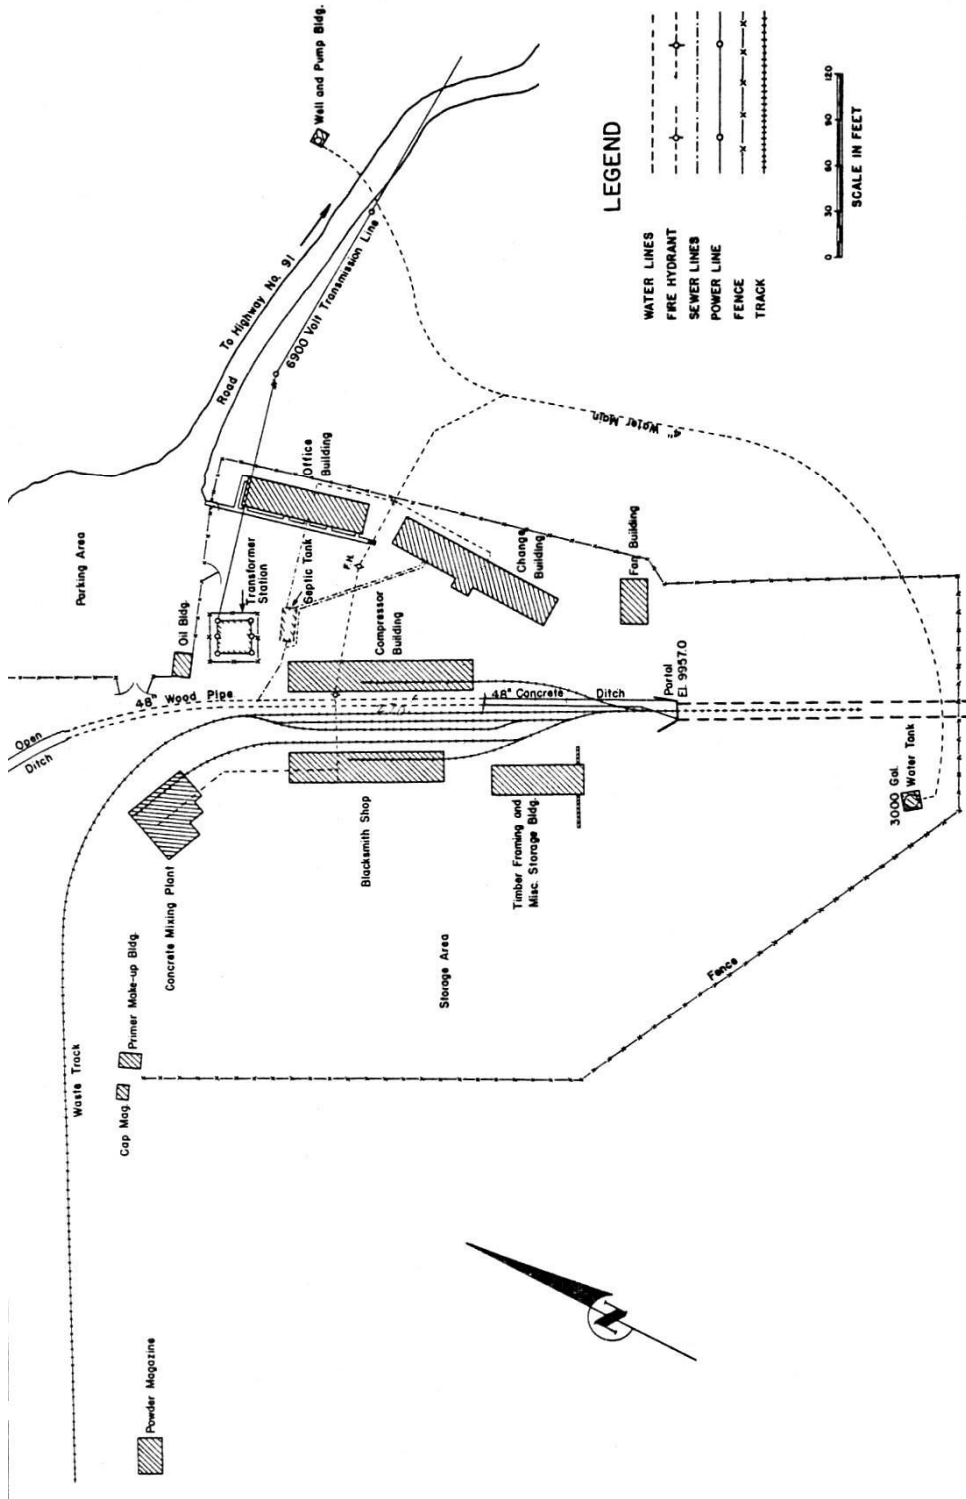 Well and Pump Bldg.
To Highway No. 91
Road
6900 Volt Transmission Line
Parking Area
Office
Building
Transformer
Station
Septic Tank
F.H.
Oil Bldg.
Change
Building
Fan Building
4" Water Main
Compressor
Building
48" Wood Pipe
48" Concrete Ditch
Portal
El. 9957.0
Open
Ditch
3000 Gal.
Water Tank
Concrete Mixing Plant
Blacksmith Shop
Timber Framing and
Misc. Storage Bldg.
Storage Area
Fence
Primer Make-up Bldg.
Cap Mag.
Waste Track
Powder Magazine
N
LEGEND
WATER LINES
FIRE HYDRANT
SEWER LINES
POWER LINE
FENCE
TRACK
0 30 60 90 120
SCALE IN FEET